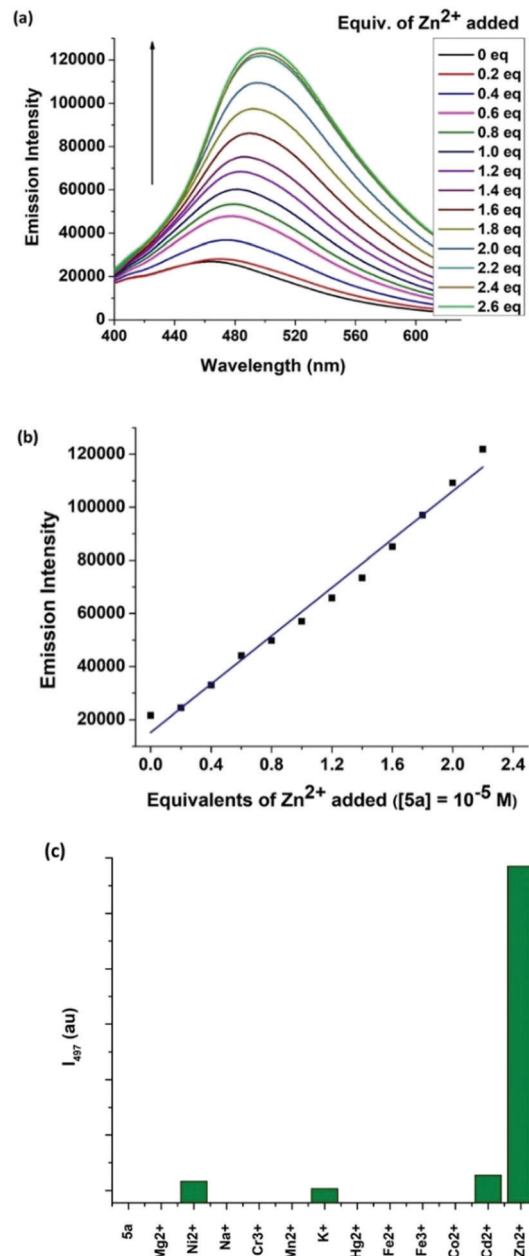 (a)
Equiv. of Zn2+ added
0 eq
0.2 eq
0.4 eq
0.6 eq
0.8 eq
1.0 eq
1.2 eq
1.4 eq
1.6 eq
1.8 eq
2.0 eq
2.2 eq
2.4 eq
2.6 eq
120000
100000
80000
60000
40000
20000
0
Emission Intensity
400 440 480 520 560 600
Wavelength (nm)
(b)
120000
100000
80000
60000
40000
20000
Emission Intensity
0.0 0.4 0.8 1.2 1.6 2.0 2.4
Equivalents of Zn2+ added ([5a] = 10-5 M)
(c)
I497 (au)
5a
Mg2+
Ni2+
Na+
Cr3+
Mn2+
K+
Hg2+
Fe2+
Fe3+
Co2+
Cd2+